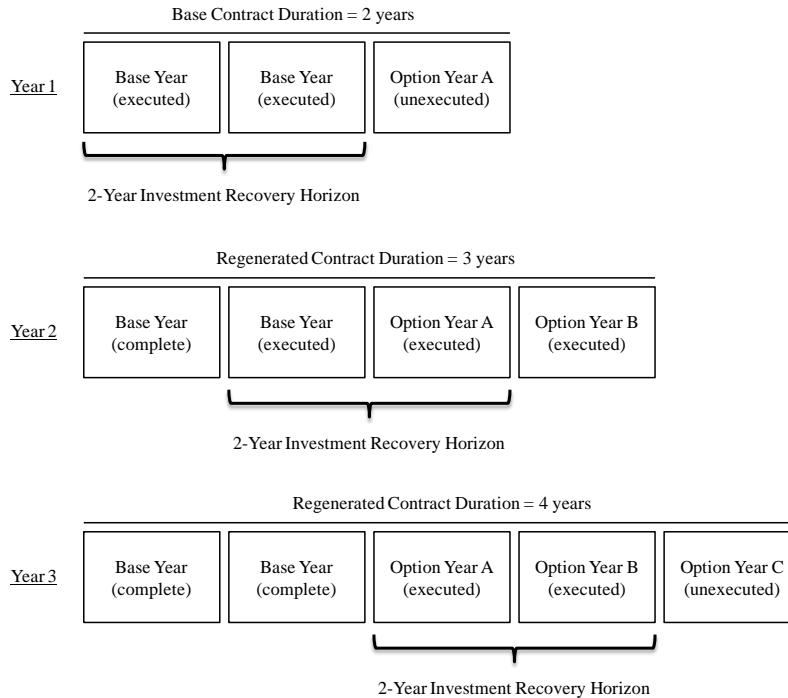 Base Contract Duration = 2 years
Year 1
Base Year
(executed)
Base Year
(executed)
Option Year A
(unexecuted)
2-Year Investment Recovery Horizon
Regenerated Contract Duration = 3 years
Year 2
Base Year
(complete)
Base Year
(executed)
Option Year A
(executed)
Option Year B
(executed)
2-Year Investment Recovery Horizon
Regenerated Contract Duration = 4 years
Year 3
Base Year
(complete)
Base Year
(complete)
Option Year A
(executed)
Option Year B
(executed)
Option Year C
(unexecuted)
2-Year Investment Recovery Horizon